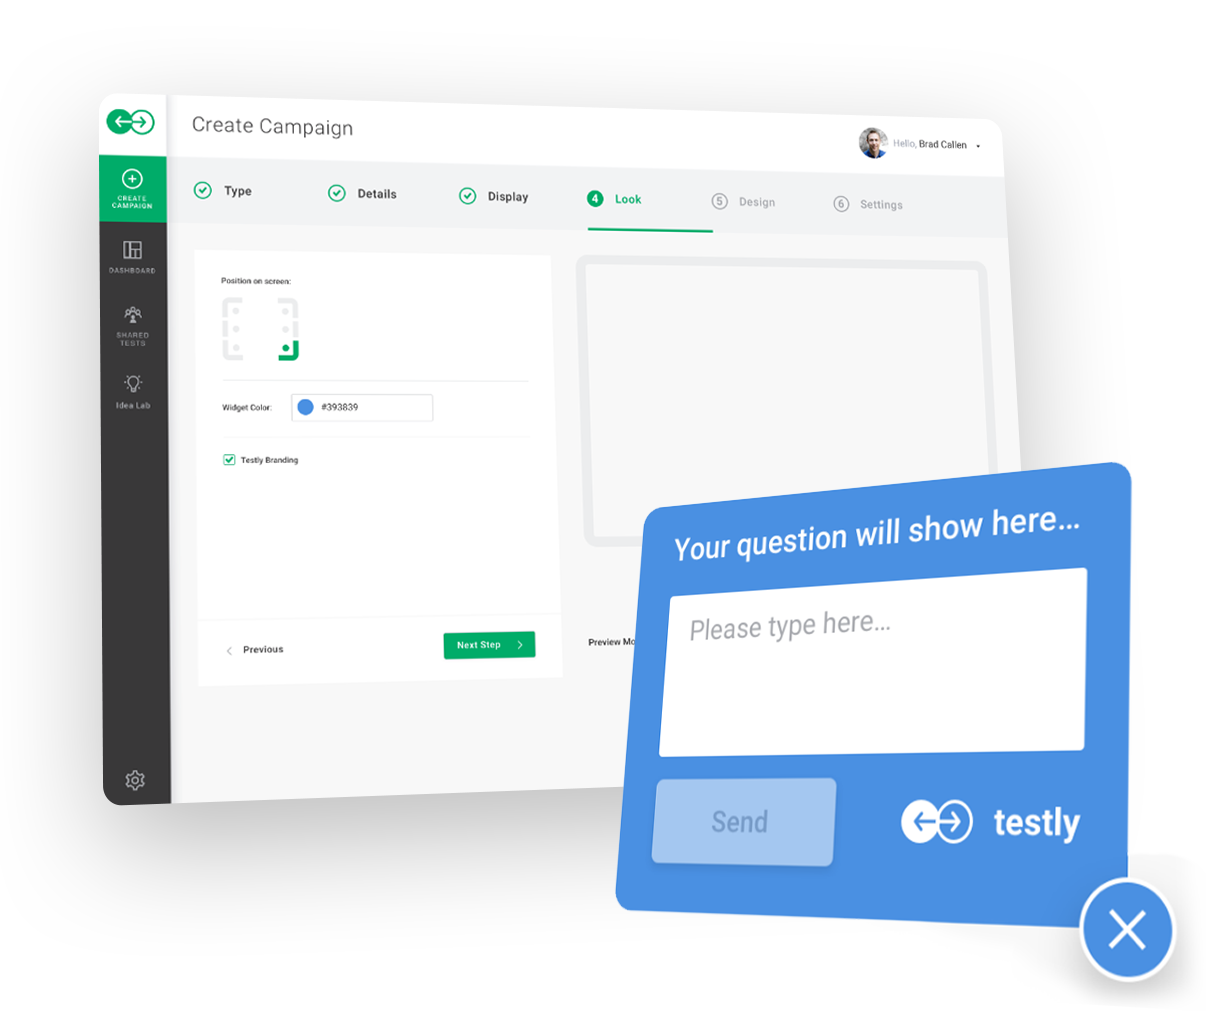 Create Campaign
Hello, Brad Callen
CREATE
CAMPAIGN
Type
Details
Display
4 Look
5 Design
6 Settings
DASHBOARD
SHARED
TESTS
Idea Lab
Position on screen:
Widget Color:
#393839
Testly Branding
Previous
Next Step
Preview Mo
Your question will show here...
Please type here...
Send
testly